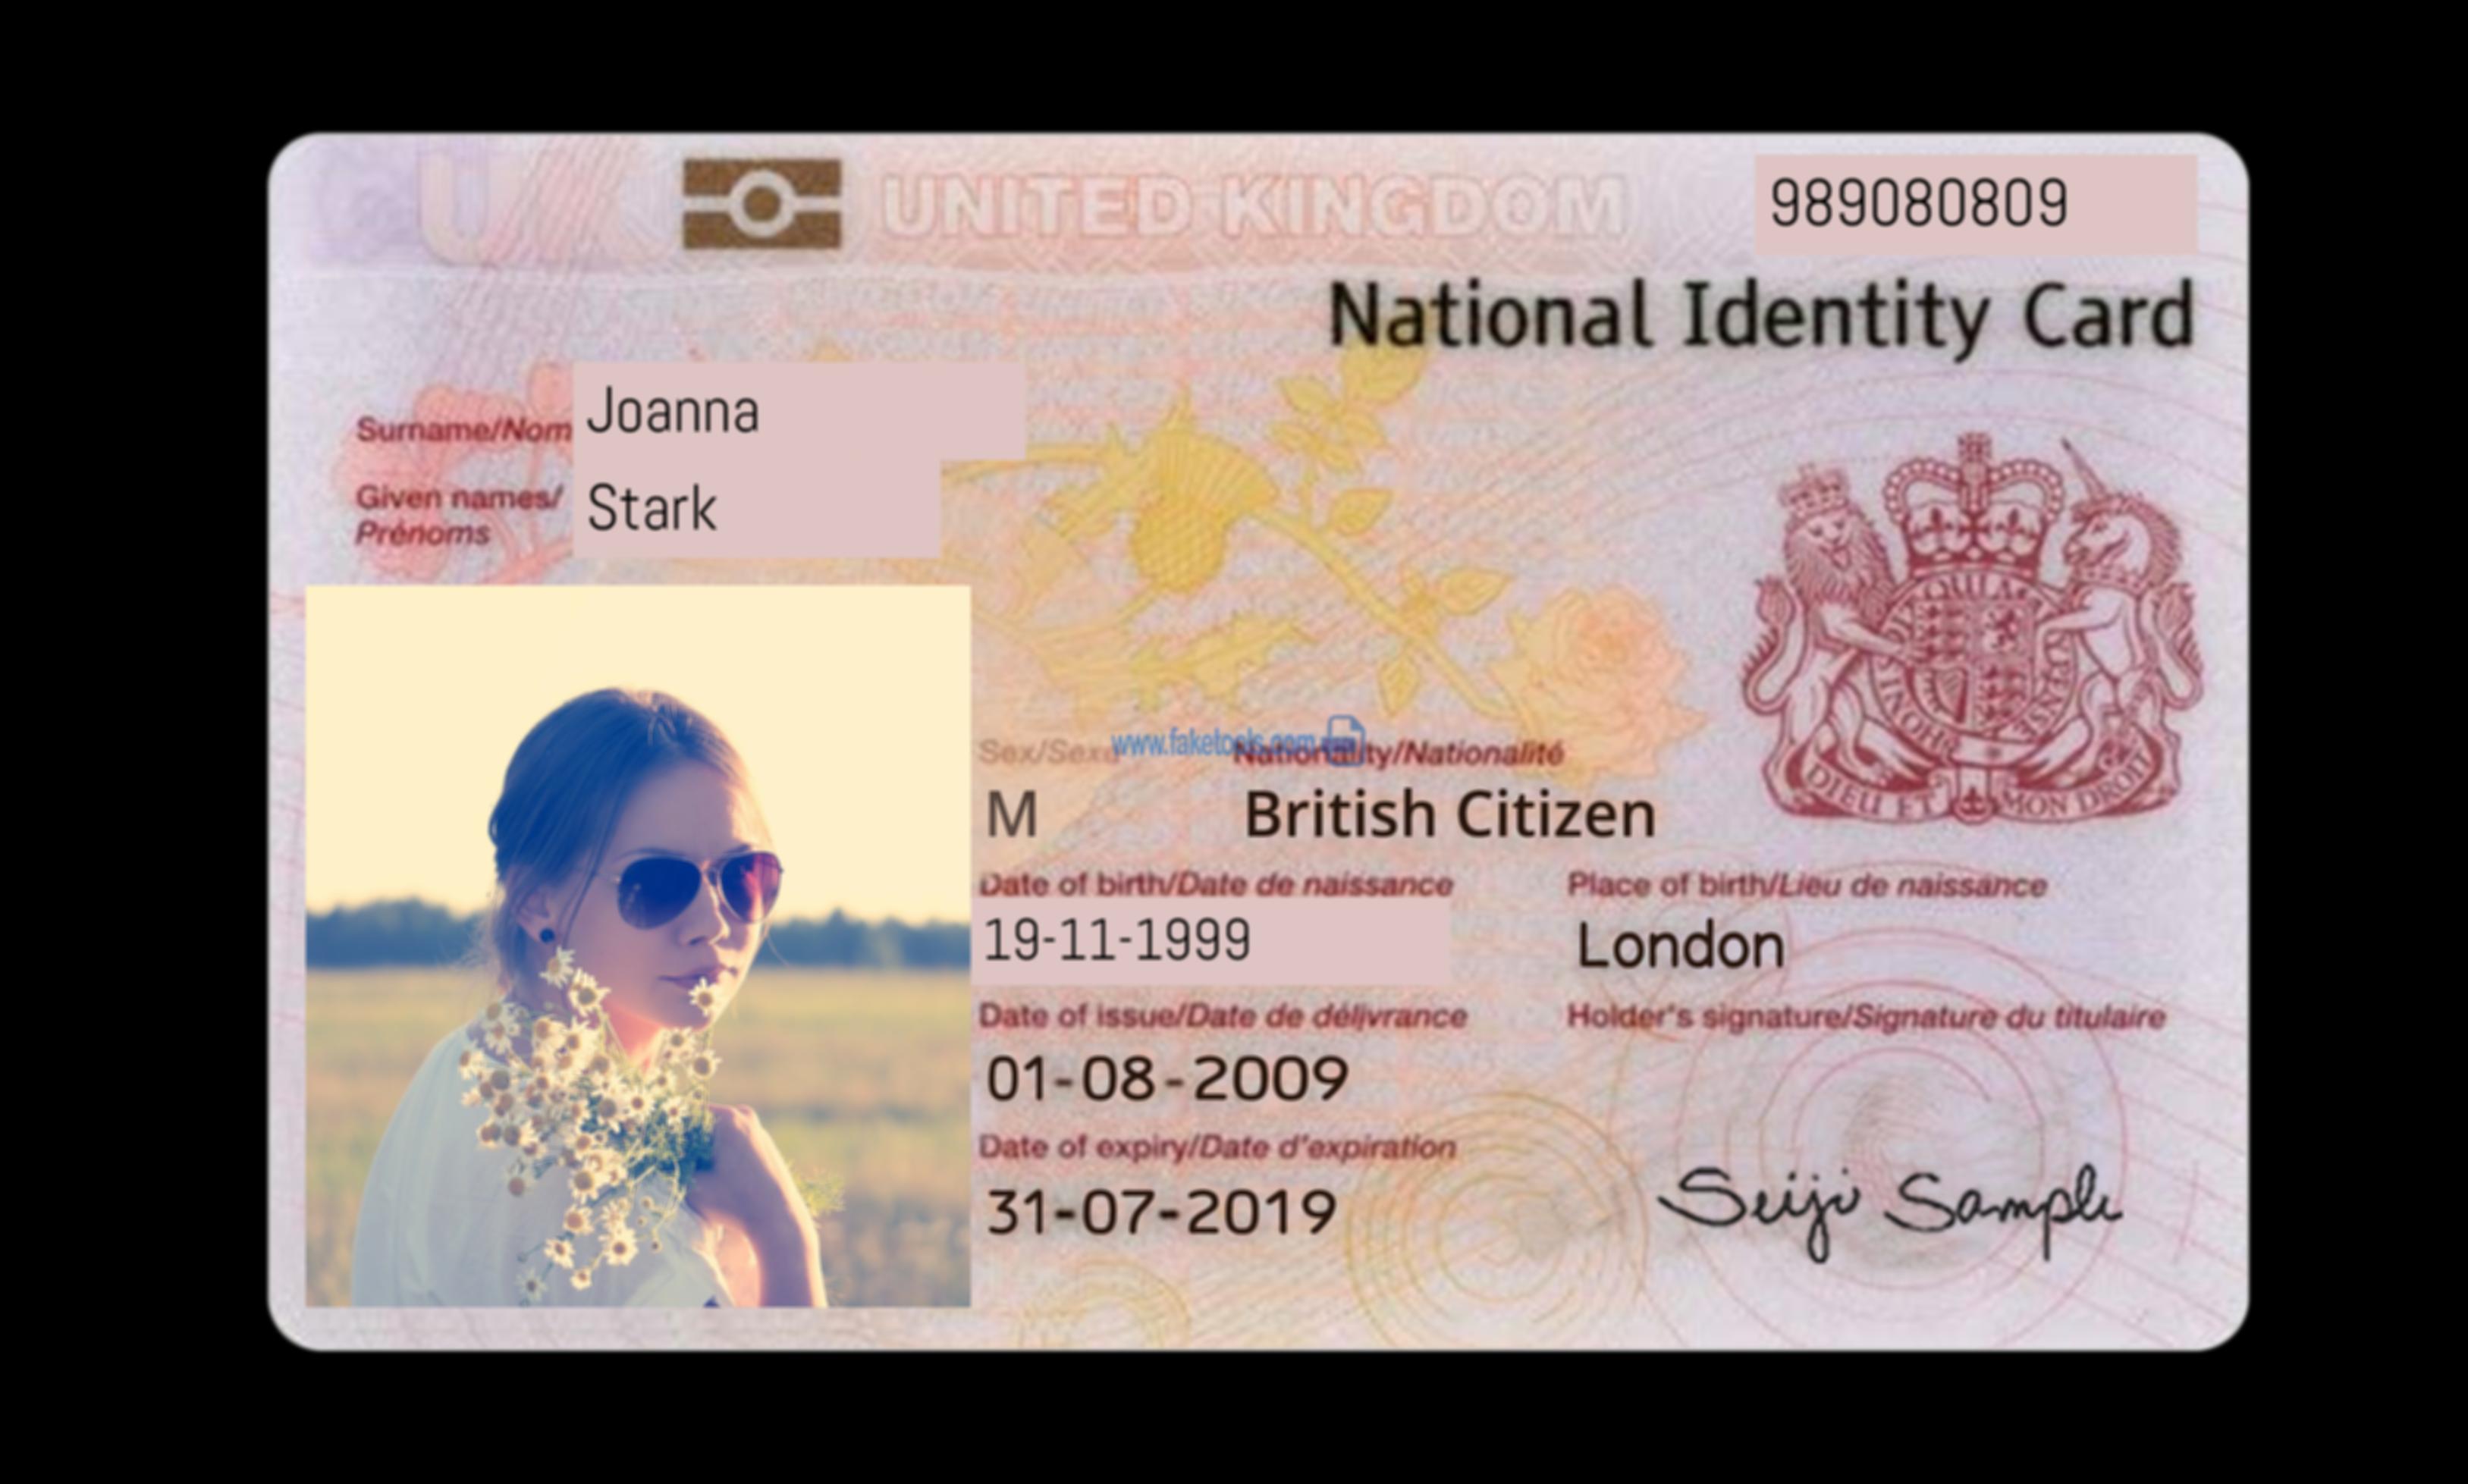 UK UNITED KINGDOM 989080809
National Identity Card
Surname/Nom Joanna
Given names/ Stark
Prénoms
www.faketools.com
Sex/Sexe Nationality/Nationalité
M British Citizen
DIEU ET MON DROIT
Date of birth/Date de naissance Place of birth/Lieu de naissance
19-11-1999 London
Date of issue/Date de délivrance Holder's signature/Signature du titulaire
01-08-2009
Date of expiry/Date d'expiration
31-07-2019 Seiji Sample